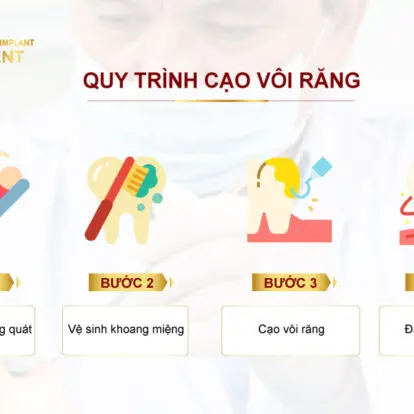 IMPLANT
ENT
QUY TRÌNH CẠO VÔI RĂNG
BƯỚC 2
BƯỚC 3
g quát
Vệ sinh khoang miệng
Cạo vôi răng
Đ